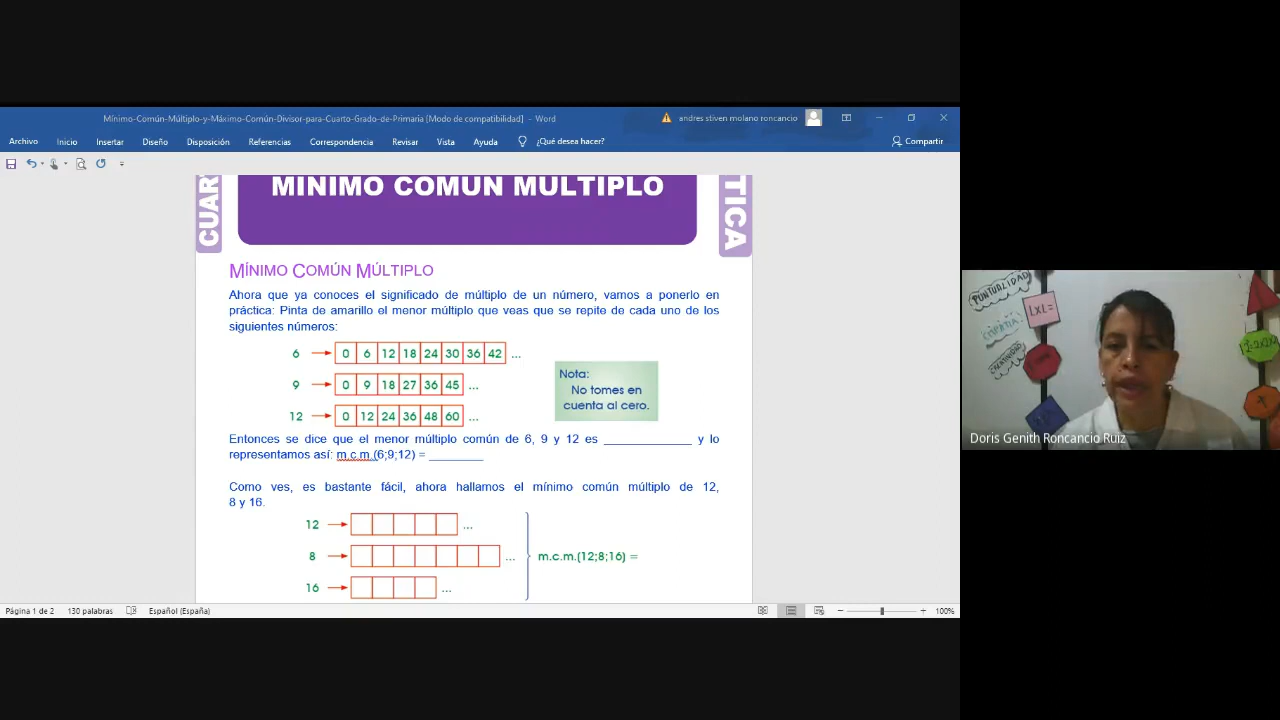 Mínimo-Común-Múltiplo-y-Máximo-Común-Divisor-para-Cuarto-Grado-de-Primaria [Modo de compatibilidad] - Word
andres stiven molano roncancio
Archivo Inicio Insertar Diseño Disposición Referencias Correspondencia Revisar Vista Ayuda ¿Qué desea hacer? Compartir
CUAR
MINIMO COMUN MULTIPLO
TICA
MÍNIMO COMÚN MÚLTIPLO
Ahora que ya conoces el significado de múltiplo de un número, vamos a ponerlo en
práctica: Pinta de amarillo el menor múltiplo que veas que se repite de cada uno de los
siguientes números:
6 → 0 6 12 18 24 30 36 42 ...
9 → 0 9 18 27 36 45 ...
12 → 0 12 24 36 48 60 ...
Nota:
No tomes en
cuenta al cero.
Entonces se dice que el menor múltiplo común de 6, 9 y 12 es ____________ y lo
representamos así: m.c.m.(6;9;12) = ________
Como ves, es bastante fácil, ahora hallamos el mínimo común múltiplo de 12,
8 y 16.
12 → ...
8 → ...
16 → ...
m.c.m.(12;8;16) =
Página 1 de 2 130 palabras Español (España) 100%
PUNTUALIDAD
EMPATIA
CREATIVIDAD
LXL=
Doris Genith Roncancio Ruiz